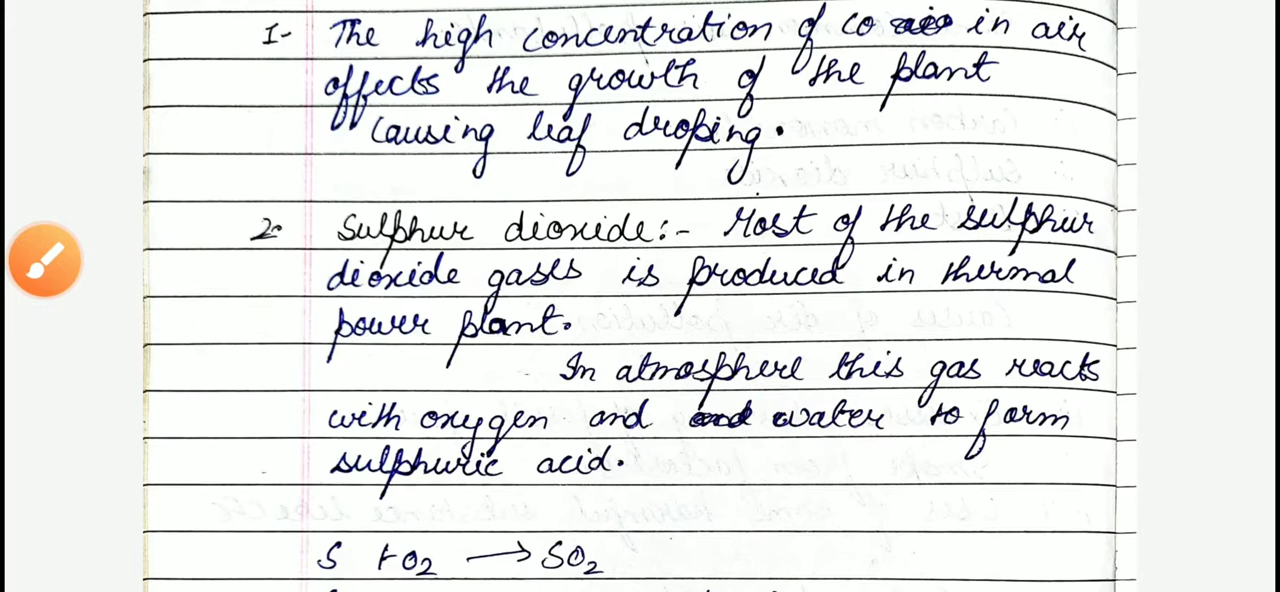 1- The high concentration of co in air
affects the growth of the plant
causing leaf droping.
2. Sulphur dioxide:- Most of the sulphur
dioxide gases is produced in thermal
power plant.
In atmosphere this gas reacts
with oxygen and water to form
sulphuric acid.
S + O2 → SO2